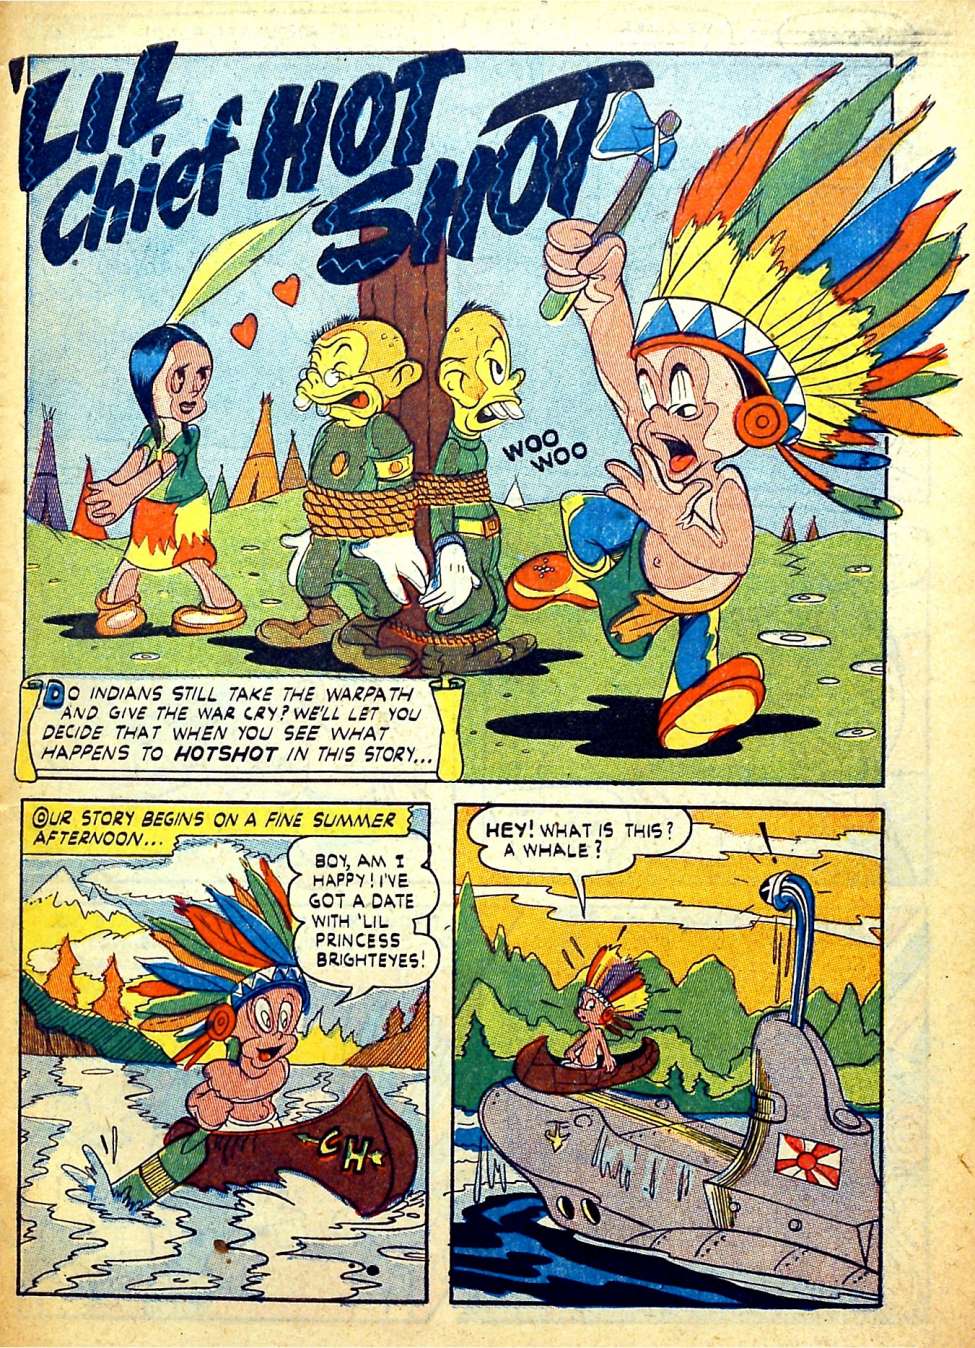 'LIL
Chief HOT
SHOT
WOO
WOO
DO INDIANS STILL TAKE THE WARPATH
AND GIVE THE WAR CRY? WE'LL LET YOU
DECIDE THAT WHEN YOU SEE WHAT
HAPPENS TO HOTSHOT IN THIS STORY...
OUR STORY BEGINS ON A FINE SUMMER
AFTERNOON...
BOY, AM I
HAPPY! I'VE
GOT A DATE
WITH 'LIL
PRINCESS
BRIGHTEYES!
CH
HEY! WHAT IS THIS?
A WHALE?
!